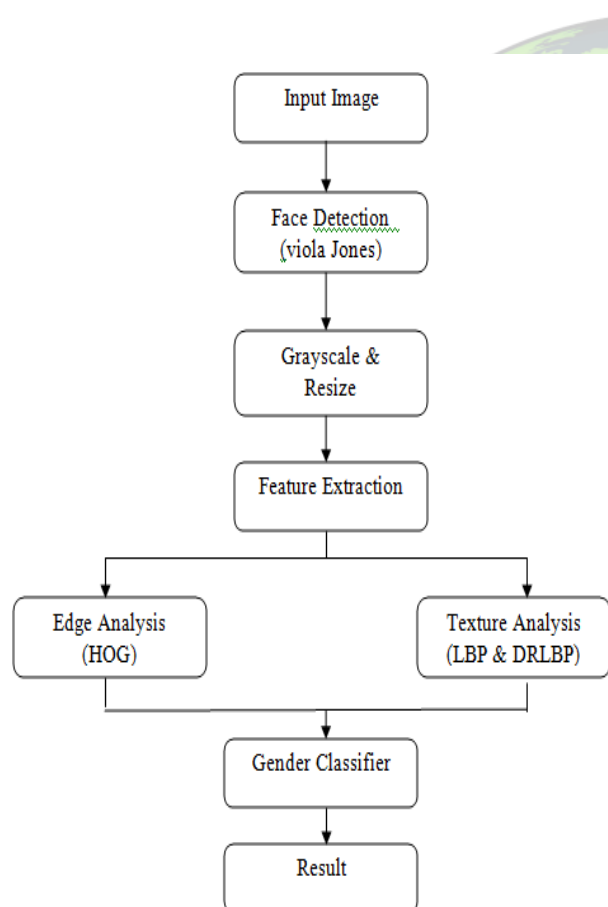 Input Image
Face Detection
(viola Jones)
Grayscale &
Resize
Feature Extraction
Edge Analysis
(HOG)
Texture Analysis
(LBP & DRLBP)
Gender Classifier
Result